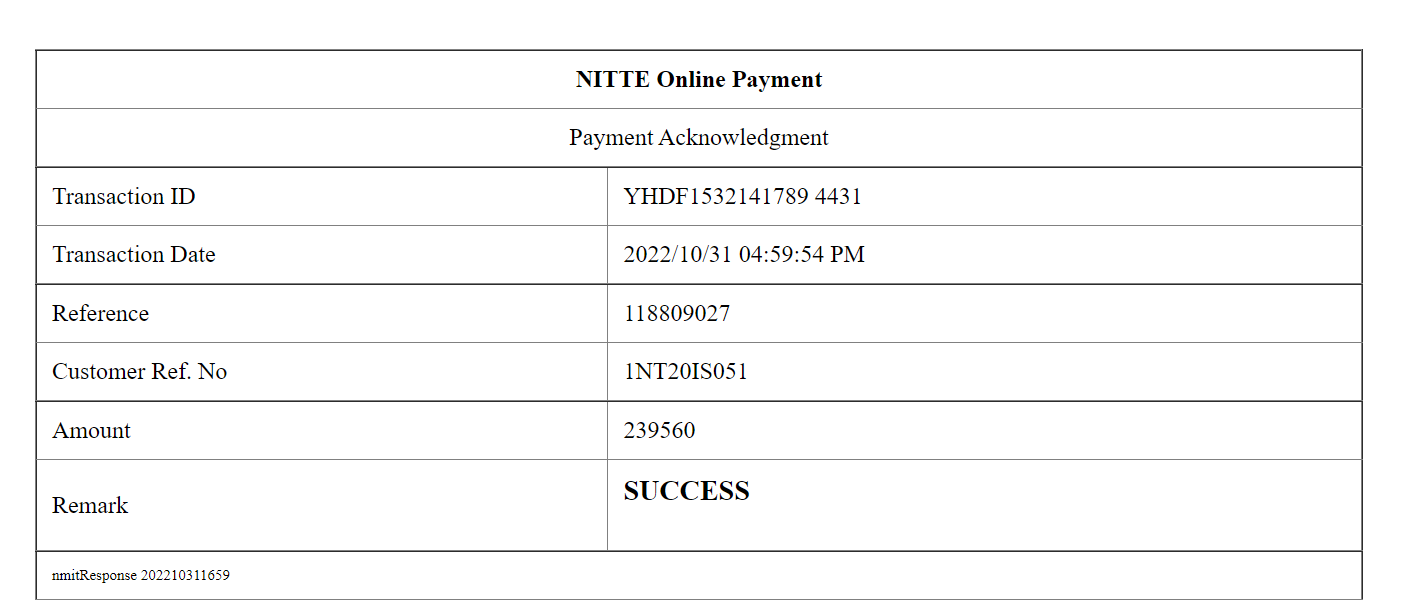 NITTE Online Payment
Payment Acknowledgment
Transaction ID YHDF1532141789 4431
Transaction Date 2022/10/31 04:59:54 PM
Reference 118809027
Customer Ref. No 1NT20IS051
Amount 239560
Remark SUCCESS
nmitResponse 202210311659